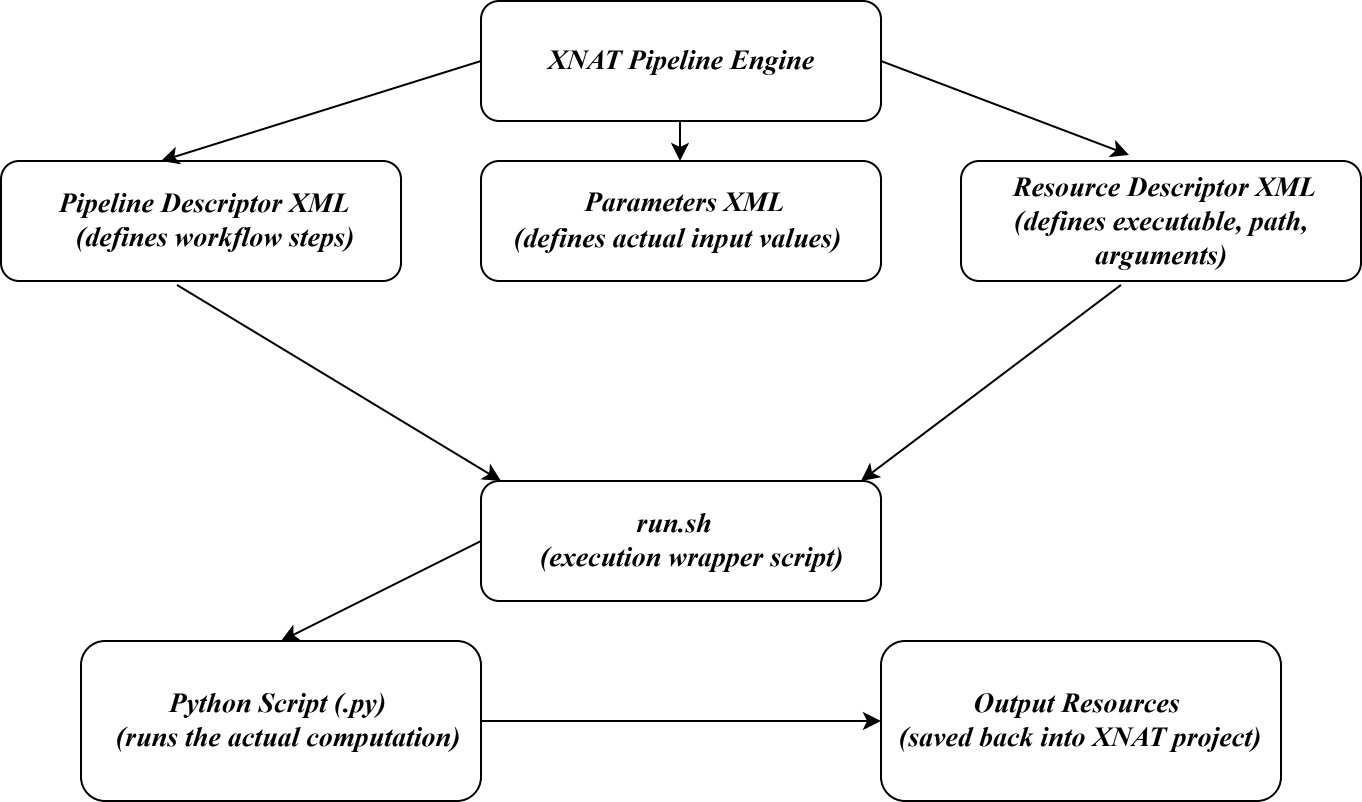 XNAT Pipeline Engine
Pipeline Descriptor XML
(defines workflow steps)
Parameters XML
(defines actual input values)
Resource Descriptor XML
(defines executable, path,
arguments)
run.sh
(execution wrapper script)
Python Script (.py)
(runs the actual computation)
Output Resources
(saved back into XNAT project)